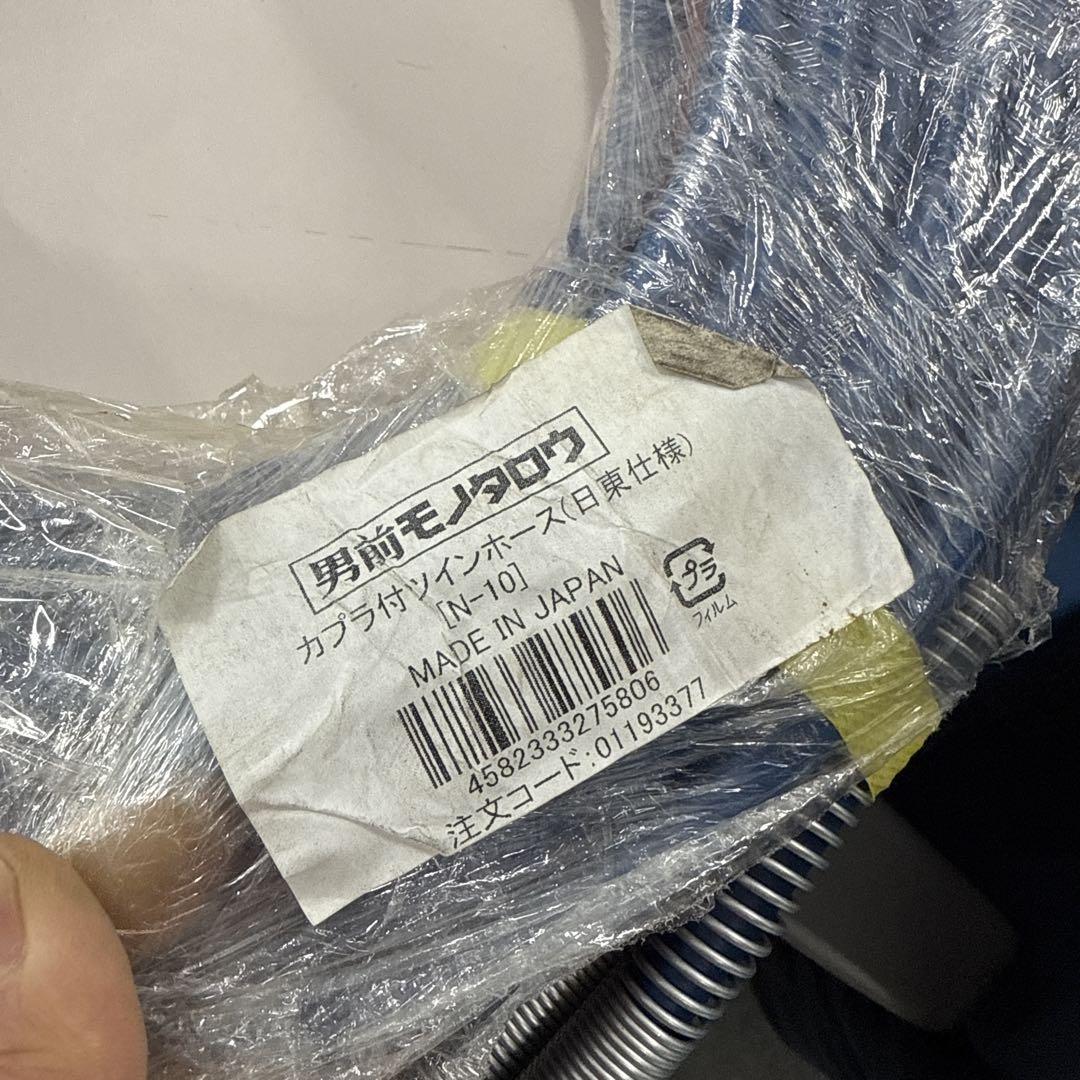 男前モノタロウ
カプラ付ツインホース(日東仕様)
[N-10]
MADE IN JAPAN
プラ
フィルム
4582333275806
注文コード:01193377